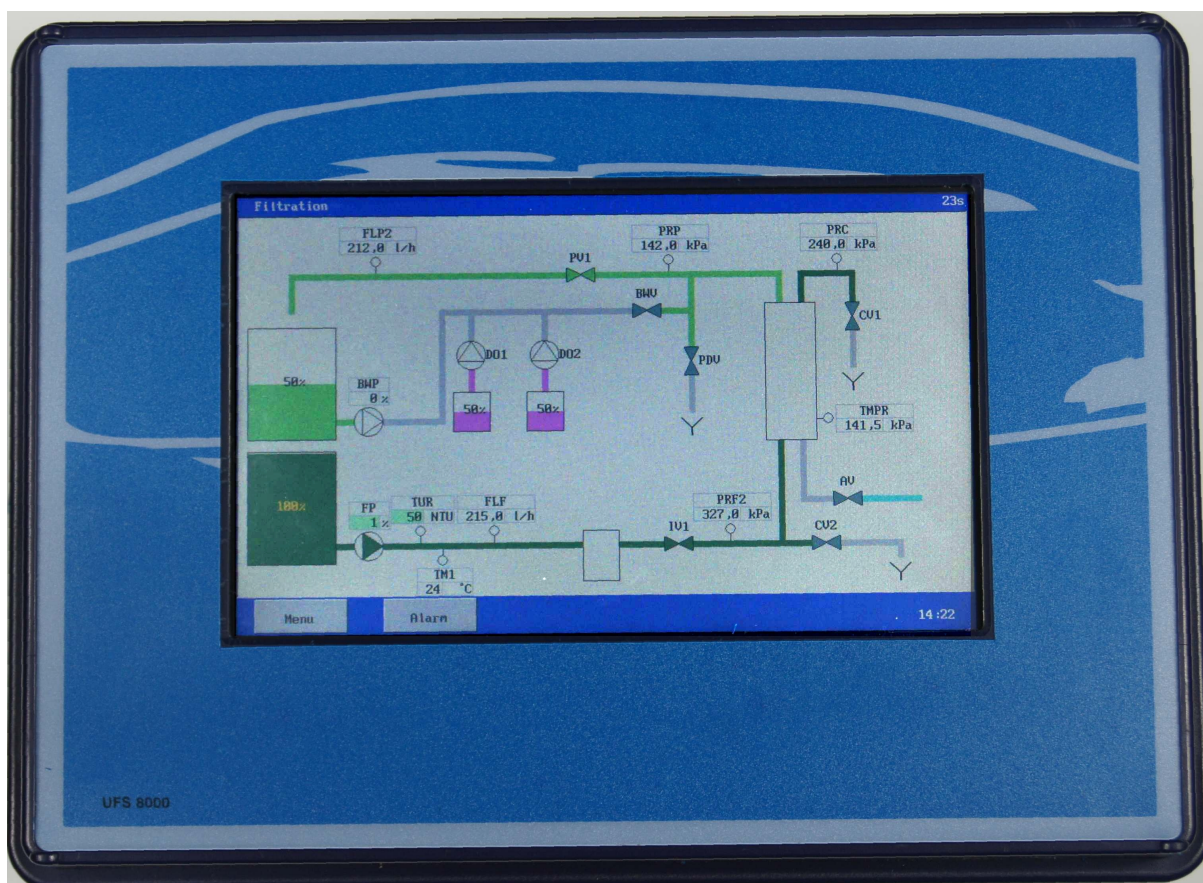 Filtration
23s
FLP2
212,0 l/h
PV1
PRP
142,0 kPa
PRC
240,0 kPa
BWV
CV1
DO1
DO2
PDV
50%
BWP
0 %
50%
50%
TMPR
141,5 kPa
100%
FP
1 %
TUR
50 NTU
FLF
215,0 l/h
TM1
24 °C
IV1
PRF2
327,0 kPa
AV
CV2
Menu
Alarm
14:22
UFS 8000